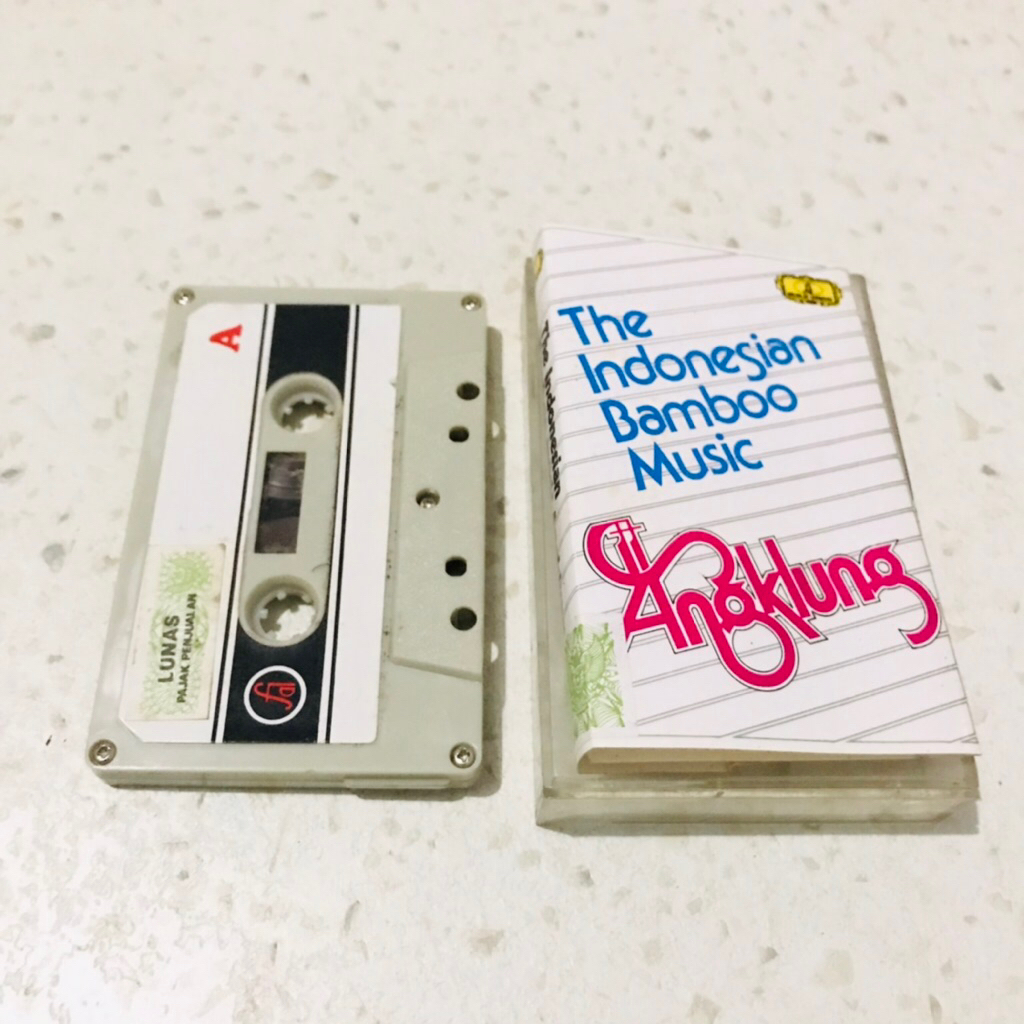 A
LUNAS
PAJAK PENJUALAN
The
Indonesian
Bamboo
Music
Angklung
The Indonesian